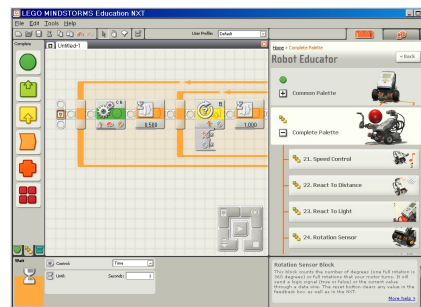 LEGO MINDSTORMS Education NXT
File Edit Tools Help
User Profile: Default
Complete
Untitled-1
Home > Complete Palette
Robot Educator
< Back
Common Palette
Complete Palette
21. Speed Control
22. React To Distance
23. React To Light
24. Rotation Sensor
C B
0,500
B
1,000
Wait
Control:
Time
Until:
Seconds:
1
Rotation Sensor Block
This block counts the number of degrees (one full rotation is
360 degrees) or full rotations that your motor turns. It will
send a logic signal (true or false) or the current value
through a data wire. The reset button clears any value in the
feedback box as well as in the NXT.
More help >